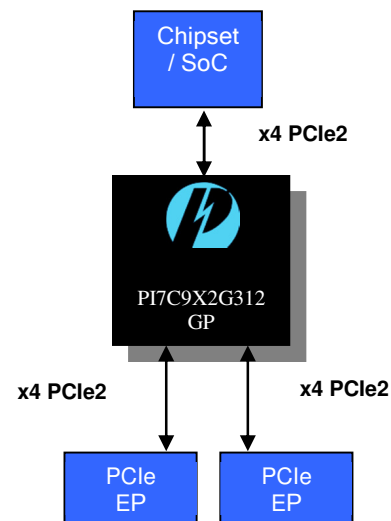 Chipset
/ SoC
x4 PCIe2
PI7C9X2G312
GP
x4 PCIe2
x4 PCIe2
PCIe
EP
PCIe
EP